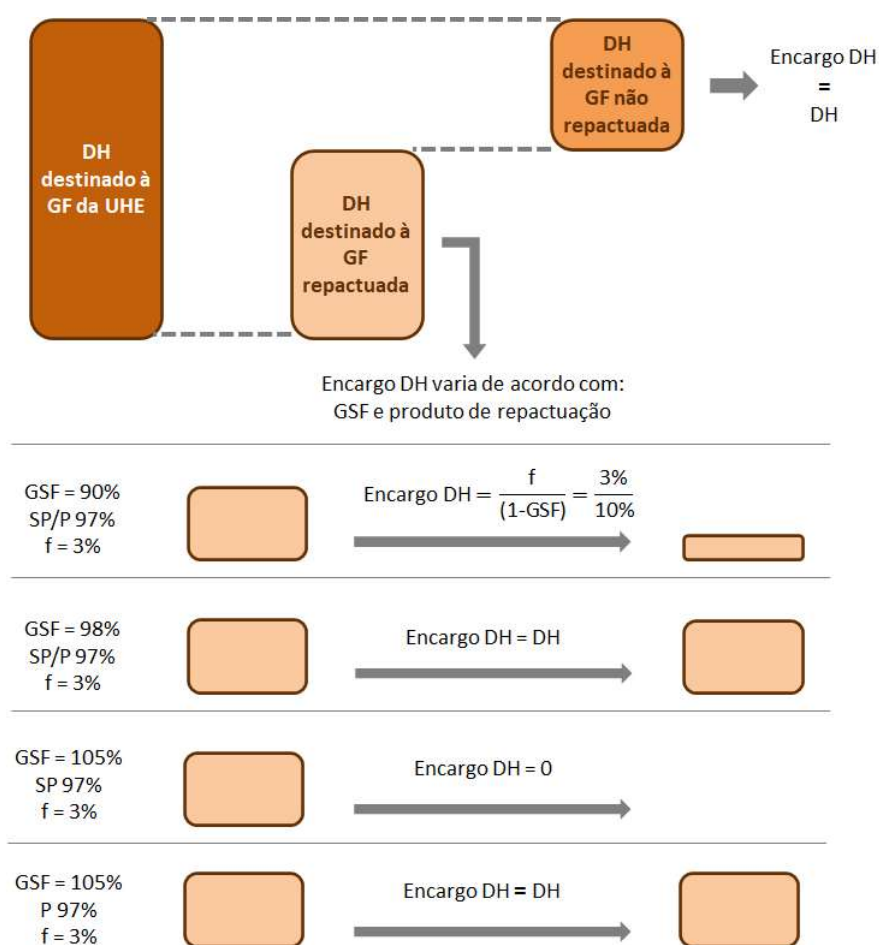 DH
destinado à
GF da UHE
DH
destinado à
GF
repactuada
DH
destinado à
GF não
repactuada
Encargo DH
=
DH
Encargo DH varia de acordo com:
GSF e produto de repactuação
GSF = 90%
SP/P 97%
f = 3%
Encargo DH = f/(1-GSF) = 3%/10%
GSF = 98%
SP/P 97%
f = 3%
Encargo DH = DH
GSF = 105%
SP 97%
f = 3%
Encargo DH = 0
GSF = 105%
P 97%
f = 3%
Encargo DH = DH